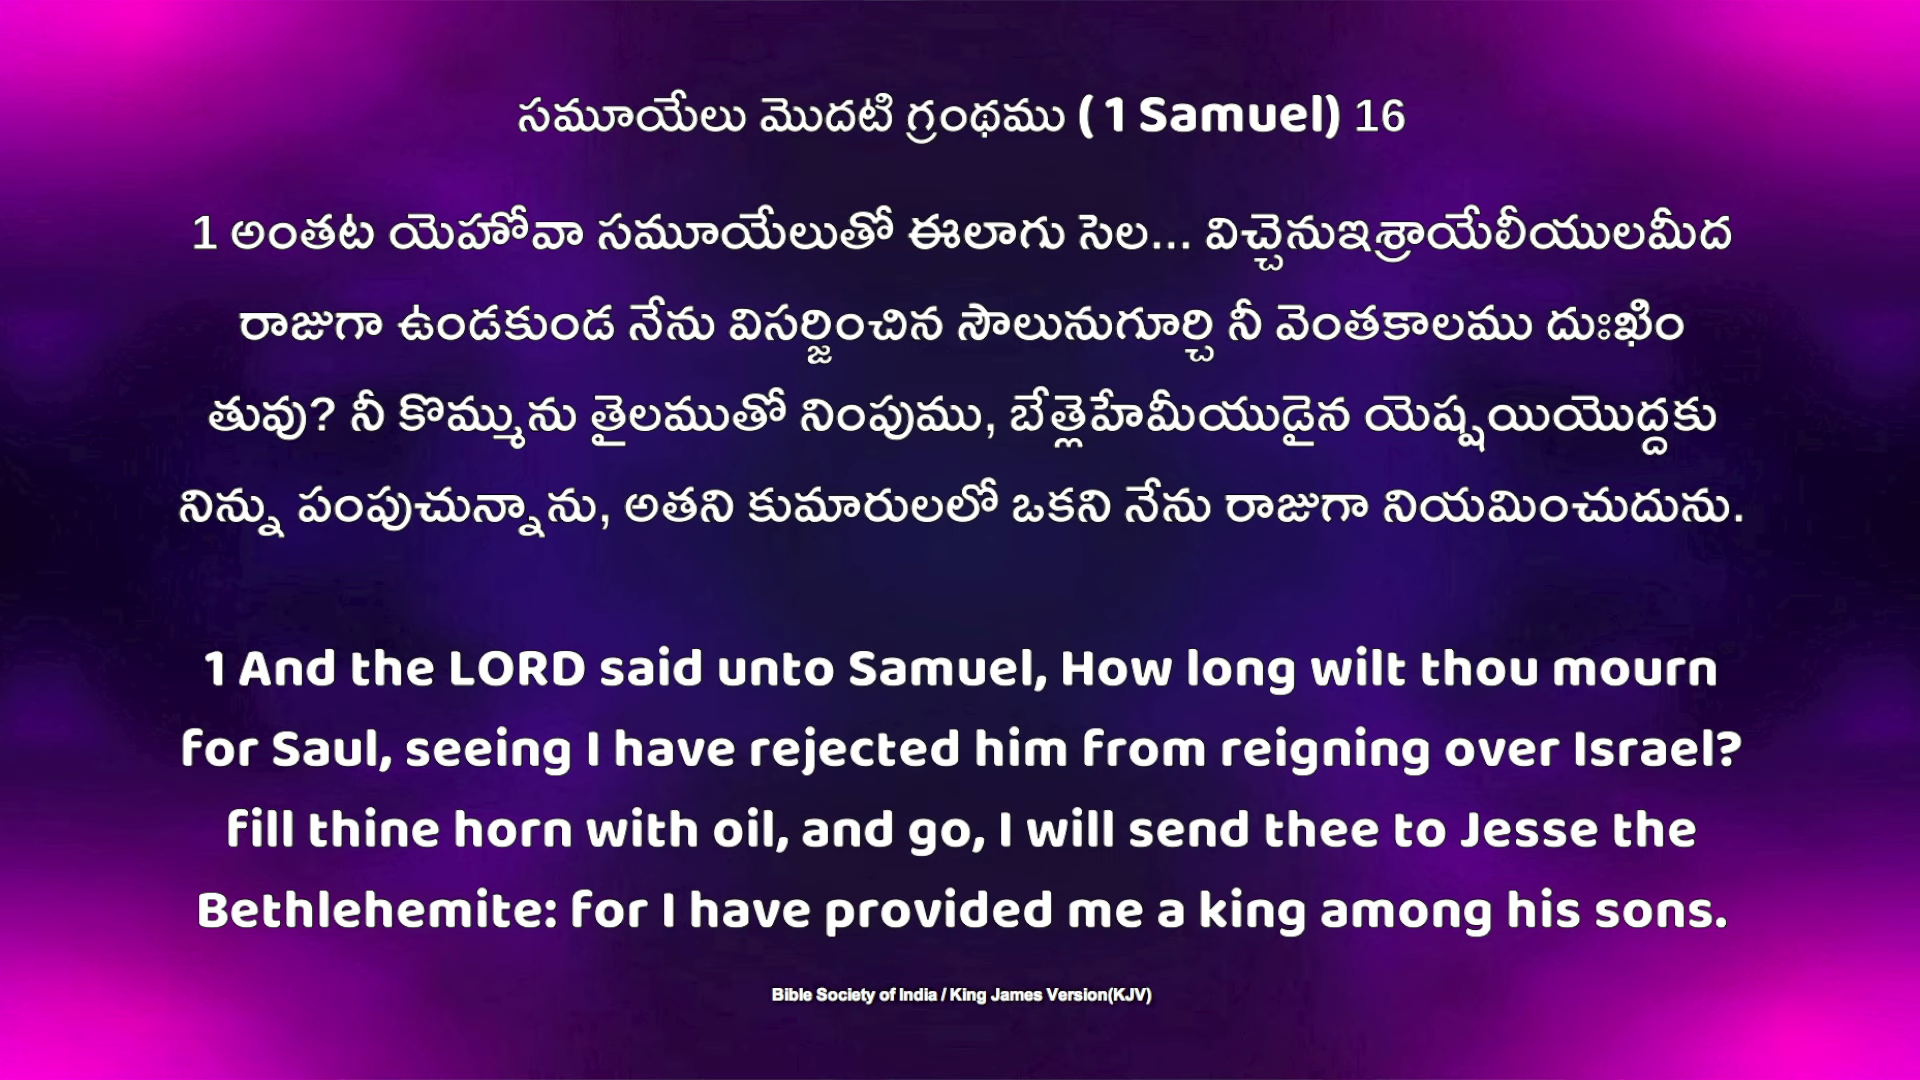 సమూయేలు మొదటి గ్రంథము ( 1 Samuel) 16
1 అంతట యెహోవా సమూయేలుతో ఈలాగు సెల... విచ్చెనుఇశ్రాయేలీయులమీద
రాజుగా ఉండకుండ నేను విసర్జించిన సౌలునుగూర్చి నీ వెంతకాలము దుఃఖిం
తువు? నీ కొమ్మును తైలముతో నింపుము, బేత్లెహేమీయుడైన యెష్షయియొద్దకు
నిన్ను పంపుచున్నాను, అతని కుమారులలో ఒకని నేను రాజుగా నియమించుదును.
1 And the LORD said unto Samuel, How long wilt thou mourn
for Saul, seeing I have rejected him from reigning over Israel?
fill thine horn with oil, and go, I will send thee to Jesse the
Bethlehemite: for I have provided me a king among his sons.
Bible Society of India / King James Version(KJV)